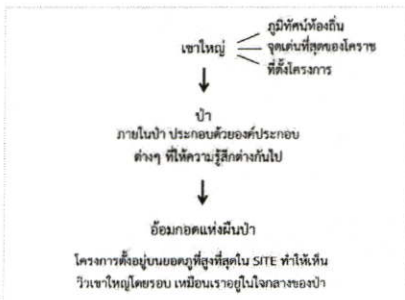 ภูมิทัศน์ท้องถิ่น
เขาใหญ่
จุดเด่นที่สุดของโคราช
ที่ตั้งโครงการ
ป่า
ภายในป่า ประกอบด้วยองค์ประกอบ
ต่างๆ ที่ให้ความรู้สึกต่างกันไป
อ้อมกอดแห่งผืนป่า
โครงการตั้งอยู่บนยอดภูที่สูงที่สุดใน SITE ทำให้เห็น
วิวเขาใหญ่โดยรอบ เหมือนเราอยู่ในใจกลางของป่า